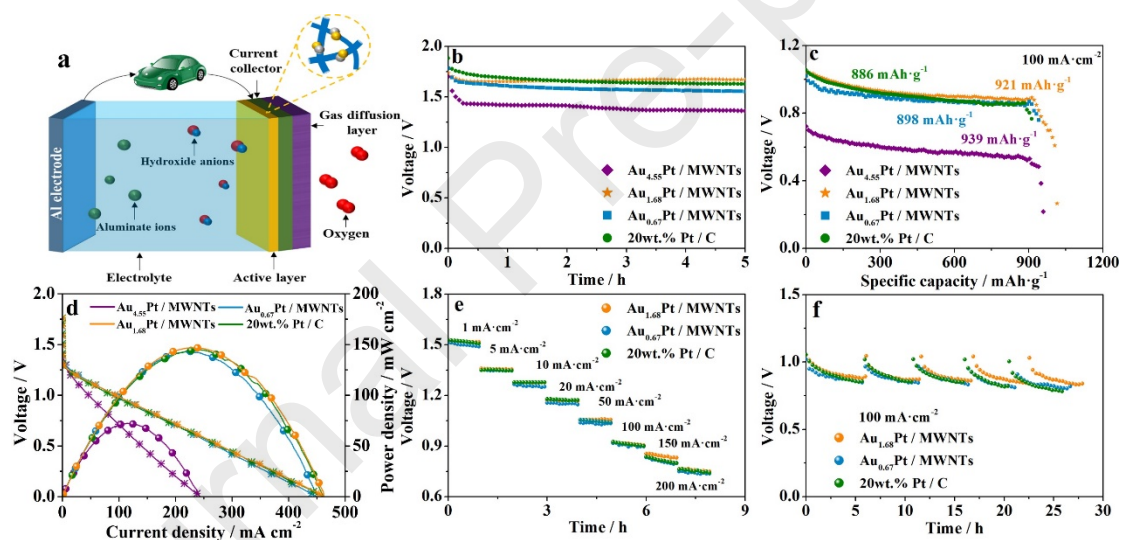 a
Current
collector
Gas diffusion
layer
Al electrode
Hydroxide anions
Aluminate ions
Oxygen
Electrolyte
Active layer
b
2.0
1.5
1.0
0.5
0.0
Voltage / V
Au4.55Pt / MWNTs
Au1.68Pt / MWNTs
Au0.67Pt / MWNTs
20wt.% Pt / C
0 1 2 3 4 5
Time / h
c
1.2
0.9
0.6
0.3
0.0
Voltage / V
100 mA·cm-2
886 mAh·g-1
921 mAh·g-1
898 mAh·g-1
939 mAh·g-1
Au4.55Pt / MWNTs
Au1.68Pt / MWNTs
Au0.67Pt / MWNTs
20wt.% Pt / C
0 300 600 900 1200
Specific capacity / mAh·g-1
d
2.0
1.5
1.0
0.5
0.0
Voltage / V
Au4.55Pt / MWNTs
Au0.67Pt / MWNTs
Au1.68Pt / MWNTs
20wt.% Pt / C
200
150
100
50
0
Power density / mW cm-2
0 100 200 300 400 500
Current density / mA cm-2
e
1.8
1.5
1.2
0.9
0.6
Voltage / V
Au1.68Pt / MWNTs
Au0.67Pt / MWNTs
20wt.% Pt / C
1 mA·cm-2
5 mA·cm-2
10 mA·cm-2
20 mA·cm-2
50 mA·cm-2
100 mA·cm-2
150 mA·cm-2
200 mA·cm-2
0 2 4 6 8
Time / h
f
1.5
1.0
0.5
0.0
Voltage / V
100 mA·cm-2
Au1.68Pt / MWNTs
Au0.67Pt / MWNTs
20wt.% Pt / C
0 5 10 15 20 25 30
Time / h
rnal Pre-p